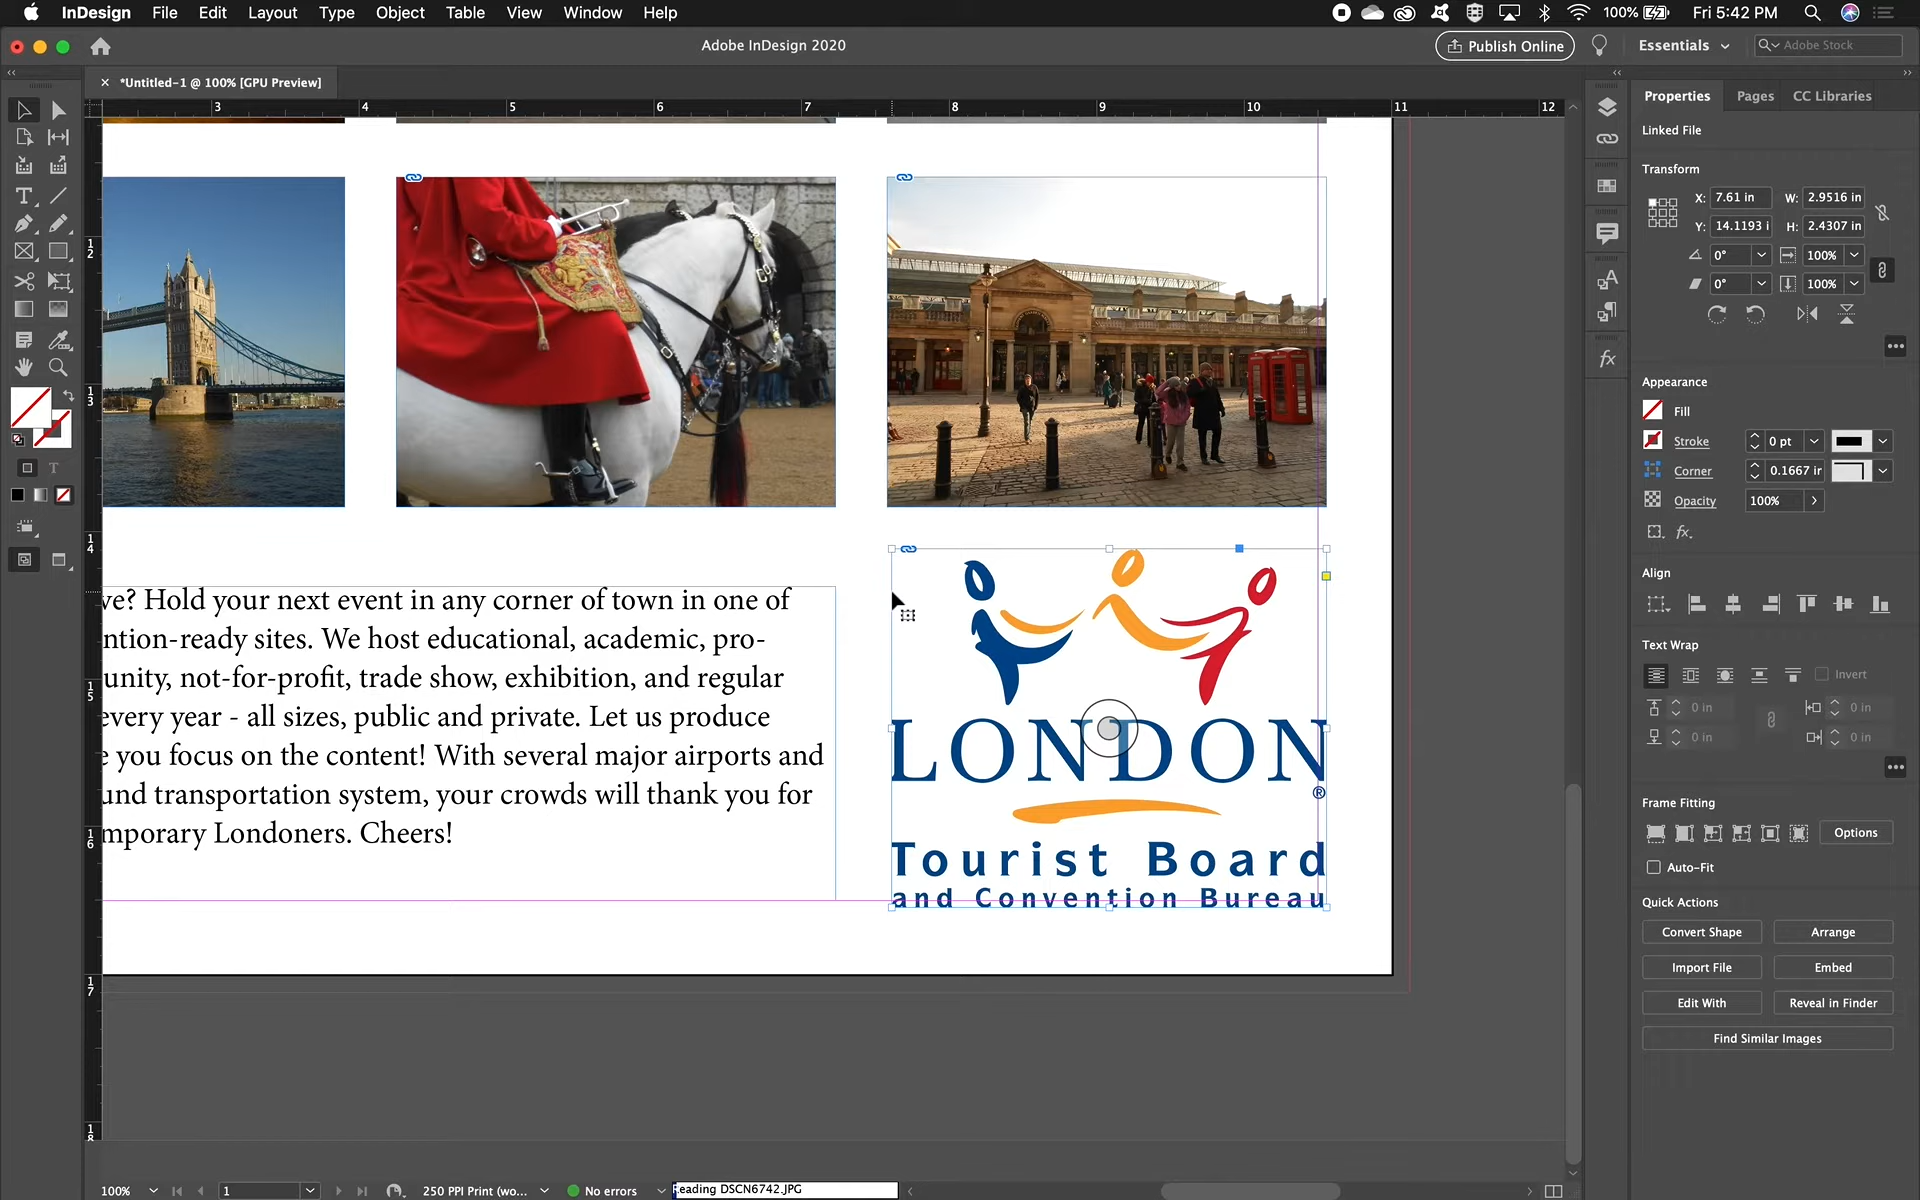 InDesign File Edit Layout Type Object Table View Window Help 100% Fri 5:42 PM
Adobe InDesign 2020 Publish Online Essentials Adobe Stock
*Untitled-1 @ 100% [GPU Preview]
3 4 5 6 7 8 9 10 11 12
Properties Pages CC Libraries
Linked File
Transform
X: 7.61 in W: 2.9516 in
Y: 14.1193 i H: 2.4307 in
0° 100%
0° 100%
Appearance
Fill
Stroke 0 pt
Corner 0.1667 in
Opacity 100%
fx
Align
Text Wrap
Invert
0 in 0 in
0 in 0 in
Frame Fitting
Options
Auto-Fit
Quick Actions
Convert Shape Arrange
Import File Embed
Edit With Reveal in Finder
Find Similar Images
12
13
14
15
16
17
18
ve? Hold your next event in any corner of town in one of
ntion-ready sites. We host educational, academic, pro-
unity, not-for-profit, trade show, exhibition, and regular
every year - all sizes, public and private. Let us produce
e you focus on the content! With several major airports and
und transportation system, your crowds will thank you for
mporary Londoners. Cheers!
LONDON
®
Tourist Board
and Convention Bureau
100% 1 250 PPI Print (wo... No errors eading DSCN6742.JPG